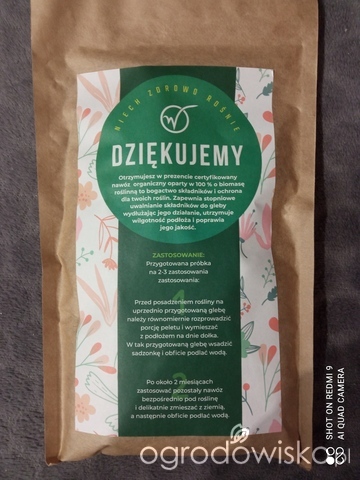 NIECH ZDROWO ROŚNIE
DZIĘKUJEMY
Otrzymujesz w prezencie certyfikowany
nawóz organiczny oparty w 100 % o biomasę
roślinną to bogactwo składników i ochrona
dla twoich roślin. Zapewnia stopniowe
uwalnianie składników do gleby
wydłużając jego działanie, utrzymuje
wilgotność podłoża i poprawia
jego jakość.
ZASTOSOWANIE:
Przygotowana próbka
na 2-3 zastosowania
zastosowania:
1
Przed posadzeniem rośliny na
uprzednio przygotowaną glebę
należy równomiernie rozprowadzić
porcję peletu i wymieszać
z podłożem na dnie dołka.
W tak przygotowaną glebę wsadzić
sadzonkę i obficie podlać wodą.
2
Po około 2 miesiącach
zastosować pozostały nawóz
bezpośrednio pod roślinę
i delikatnie zmieszać z ziemią,
a następnie obficie podlać wodą.
SHOT ON REDMI 9
AI QUAD CAMERA
ogrodowisko.pl